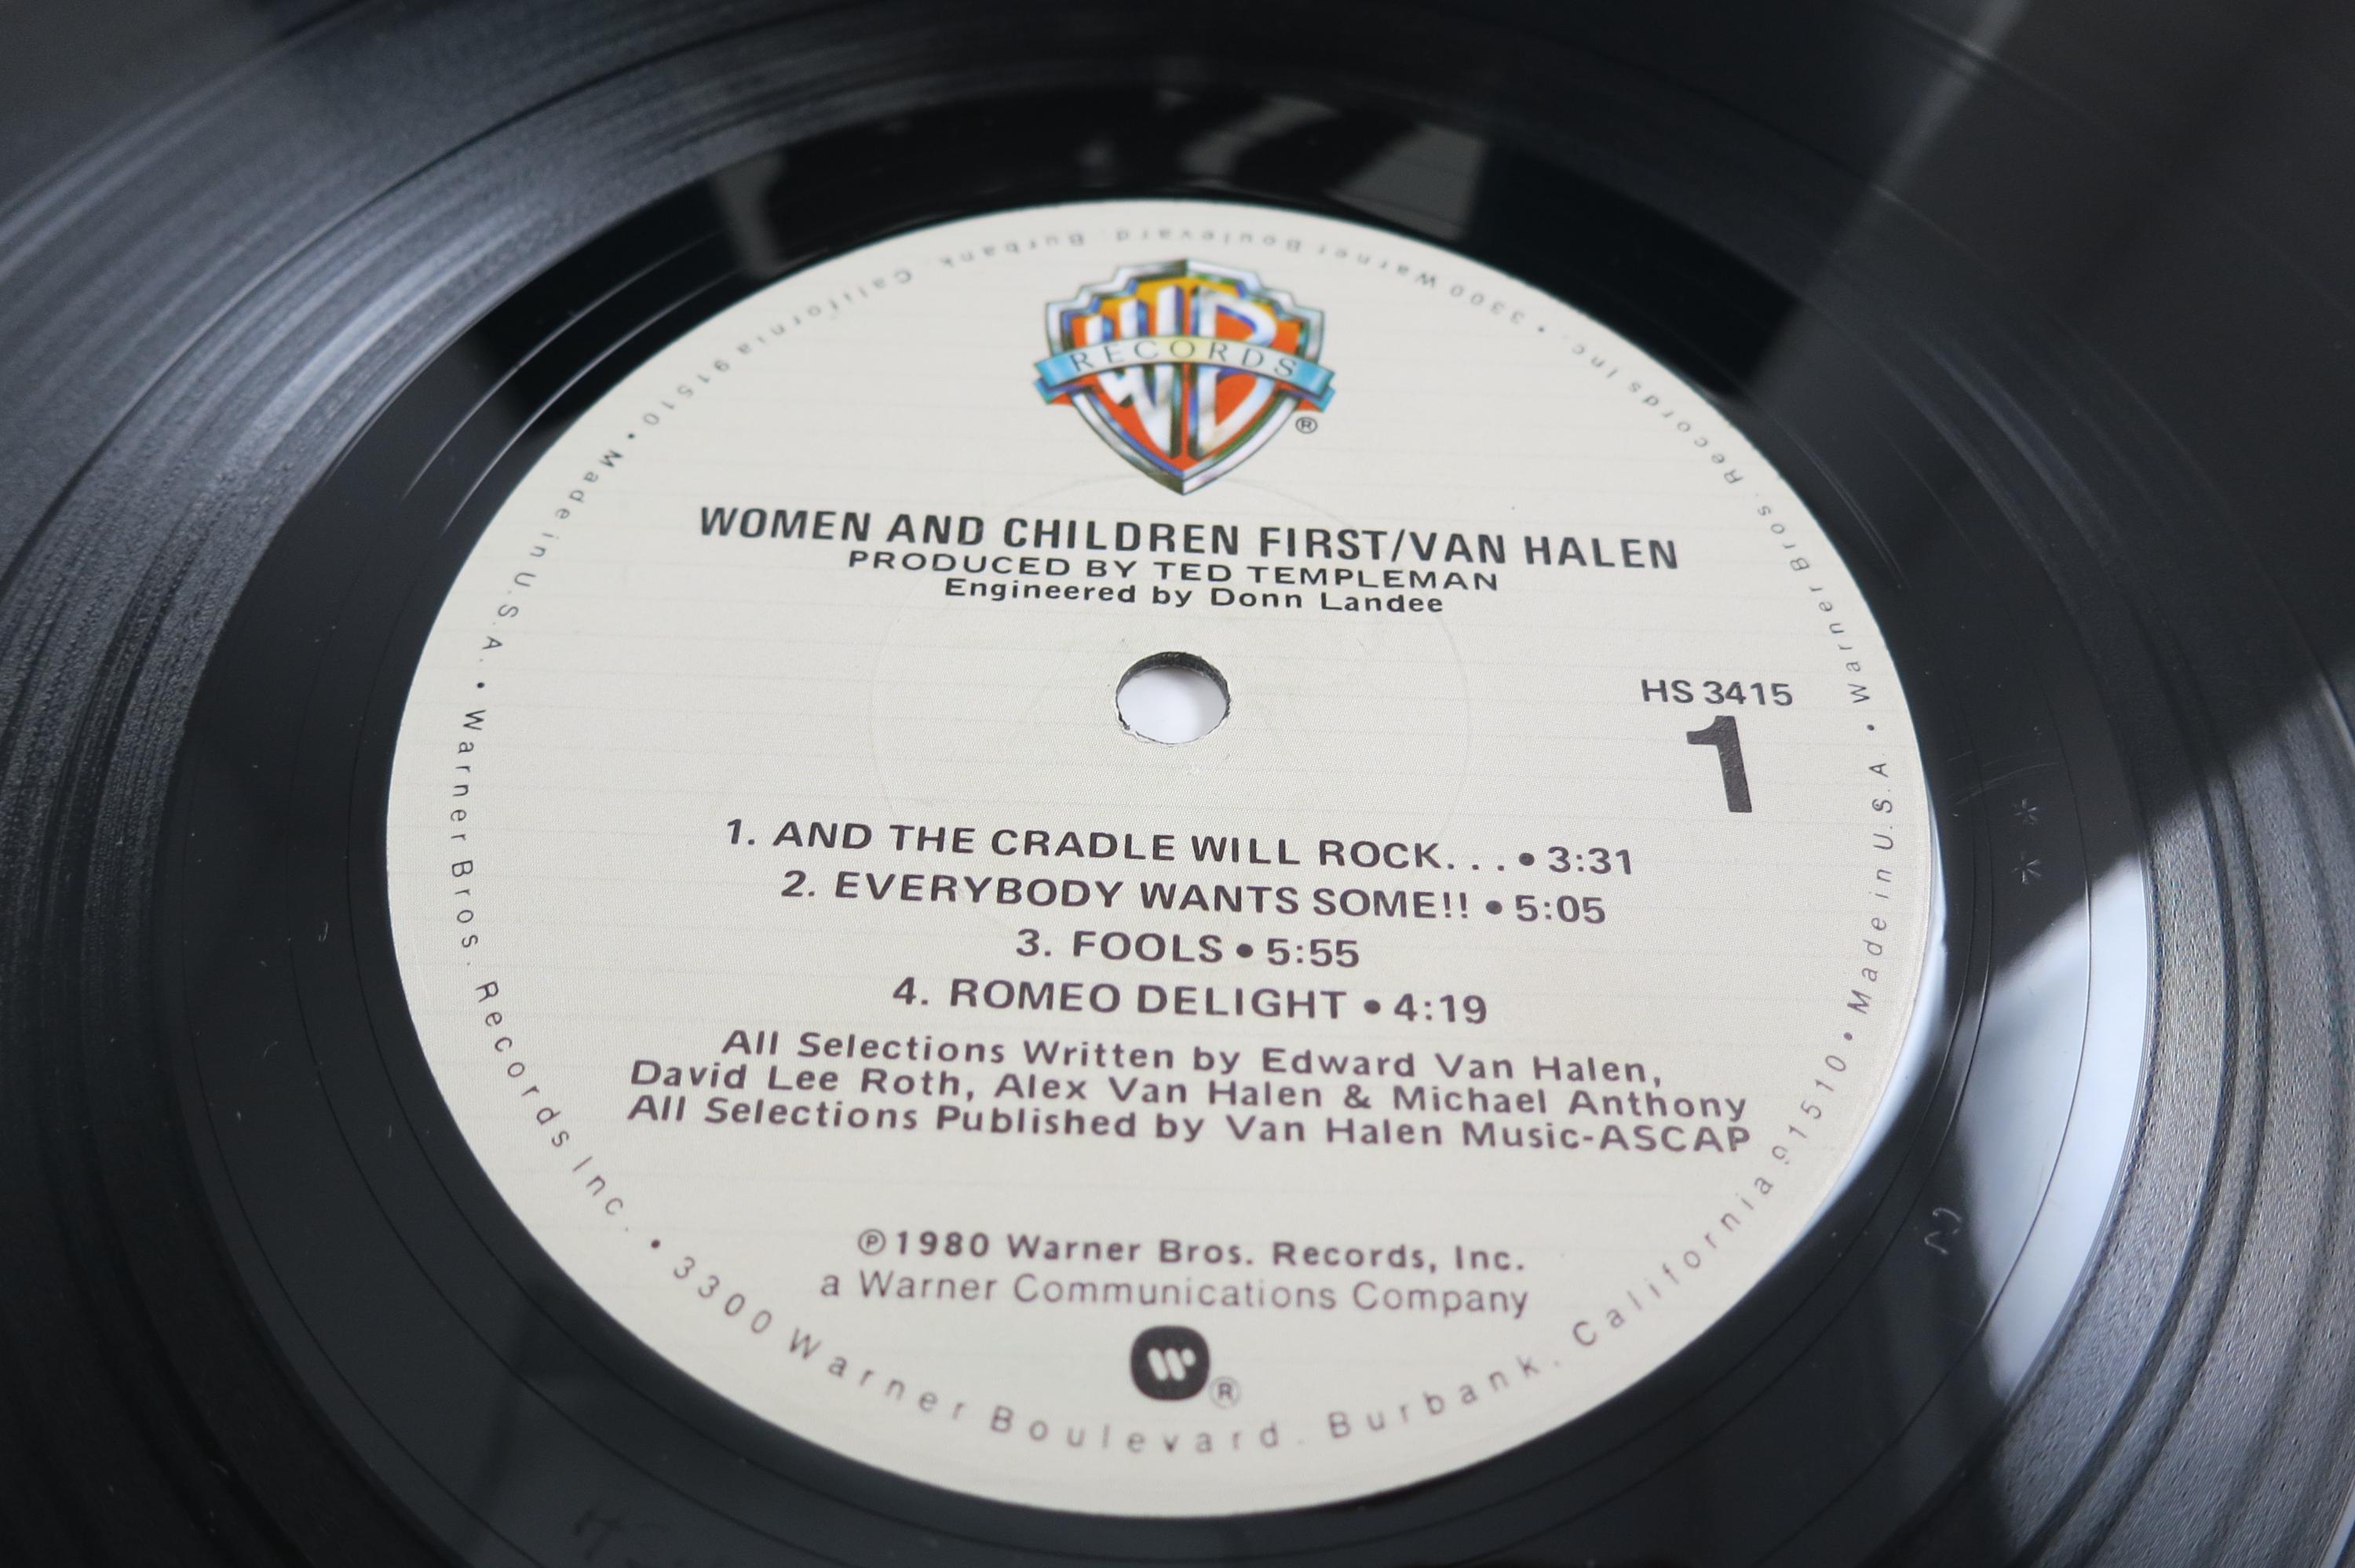 WB
RECORDS
®
WOMEN AND CHILDREN FIRST/VAN HALEN
PRODUCED BY TED TEMPLEMAN
Engineered by Donn Landee
HS 3415
1
1. AND THE CRADLE WILL ROCK. . . • 3:31
2. EVERYBODY WANTS SOME!! • 5:05
3. FOOLS • 5:55
4. ROMEO DELIGHT • 4:19
All Selections Written by Edward Van Halen,
David Lee Roth, Alex Van Halen & Michael Anthony
All Selections Published by Van Halen Music-ASCAP
℗1980 Warner Bros. Records, Inc.
a Warner Communications Company
W ®
Warner Bros. Records Inc. • 3300 Warner Boulevard. Burbank. California 91510 • Made in U.S.A. • Warner Bros. Records Inc. • 3300 Warner Boulevard. Burbank. California 91510 • Made in U.S.A. •